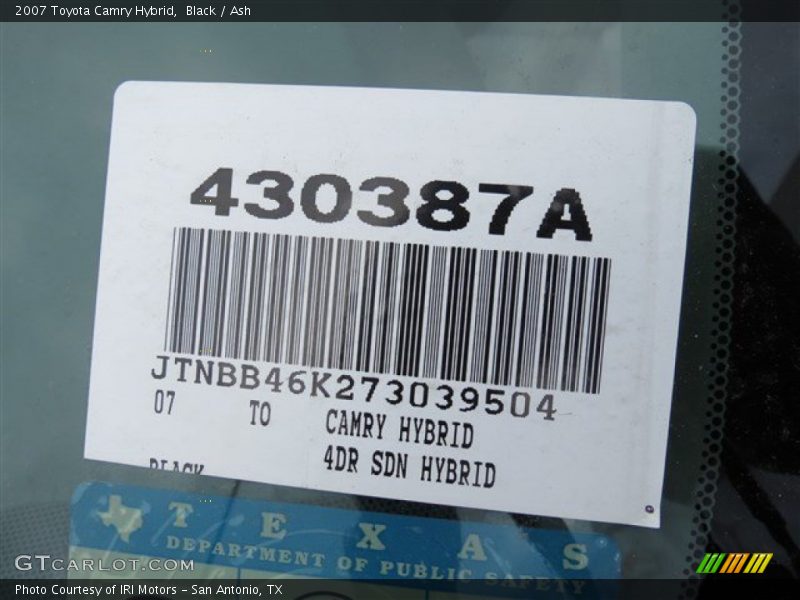 2007 Toyota Camry Hybrid, Black / Ash
430387A
JTNBB46K273039504
07 TO CAMRY HYBRID
4DR SDN HYBRID
BLACK
TEXAS
DEPARTMENT OF PUBLIC SAFETY
GTCARLOT.COM
Photo Courtesy of IRI Motors – San Antonio, TX